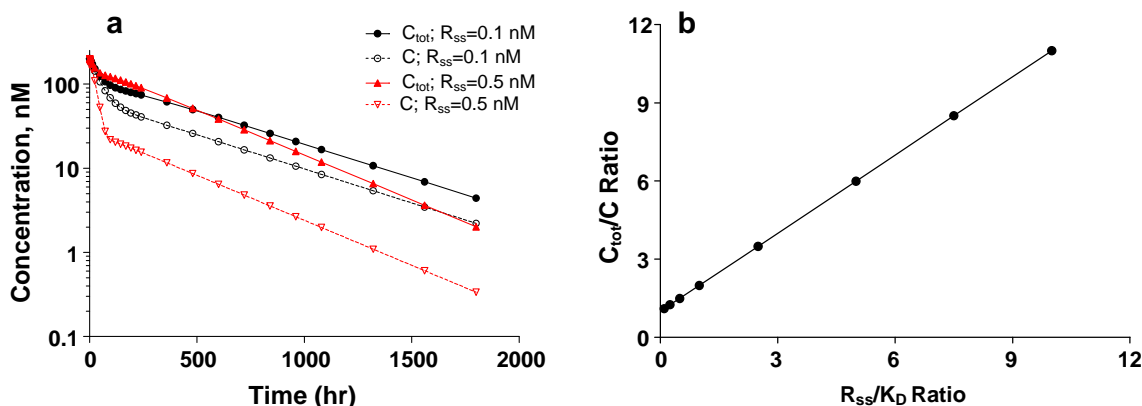 a
C_tot; R_ss=0.1 nM
C; R_ss=0.1 nM
C_tot; R_ss=0.5 nM
C; R_ss=0.5 nM
Concentration, nM
100
10
1
0.1
0
500
1000
1500
2000
Time (hr)
b
C_tot/C Ratio
12
9
6
3
0
0
3
6
9
12
R_ss/K_D Ratio